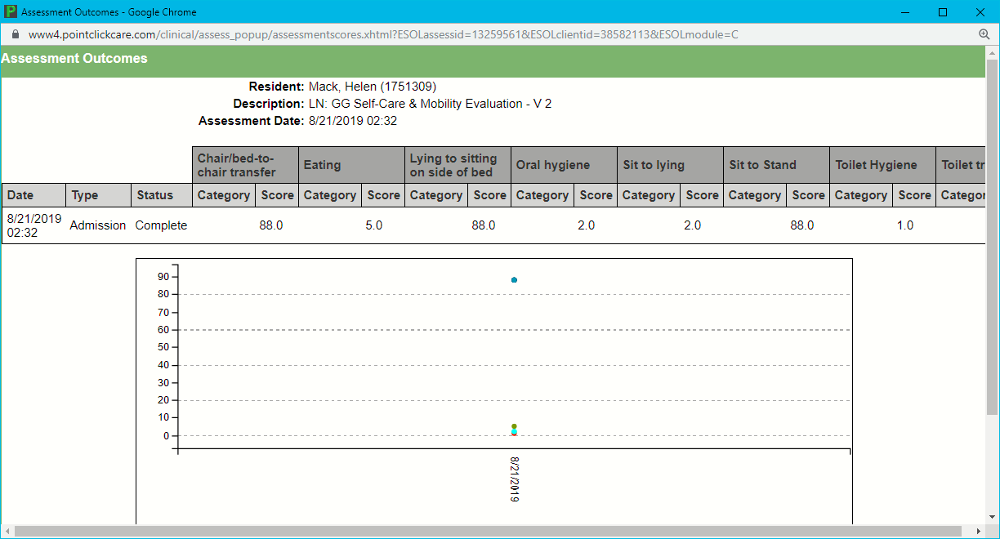 Assessment Outcomes - Google Chrome
www4.pointclickcare.com/clinical/assess_popup/assessmentscores.xhtml?ESOLassessid=13259561&ESOLclientid=38582113&ESOLmodule=C
Assessment Outcomes
Resident: Mack, Helen (1751309)
Description: LN: GG Self-Care & Mobility Evaluation - V 2
Assessment Date: 8/21/2019 02:32
Chair/bed-to- Eating Lying to sitting Oral hygiene Sit to lying Sit to Stand Toilet Hygiene Toilet tr
chair transfer on side of bed
Date Type Status Category Score Category Score Category Score Category Score Category Score Category Score Category Score Catego
8/21/2019 Admission Complete 88.0 5.0 88.0 2.0 2.0 88.0 1.0
02:32
90
80
70
60
50
40
30
20
10
0
8/21/2019